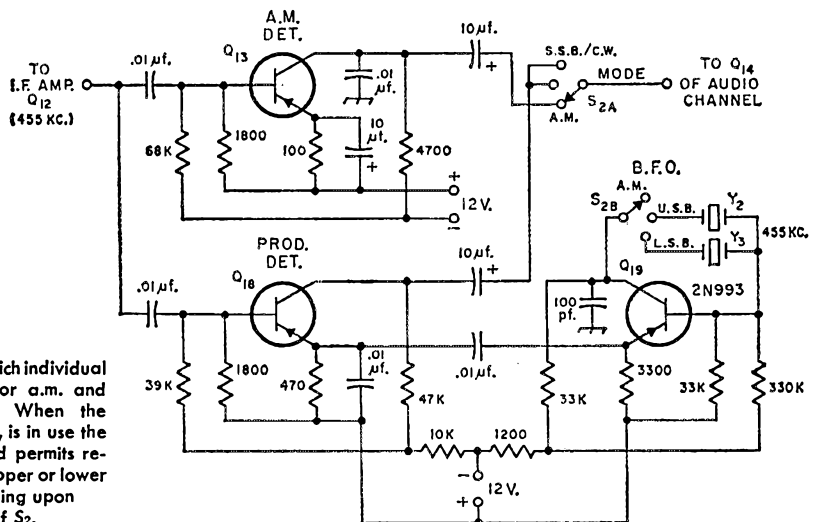 A.M.
DET.
TO
I.F. AMP.
Q12
(455 KC.)
.01 µf.
Q13
.01
µf.
10
µf.
+
68K
1800
100
4700
10 µf.
+
S.S.B./C.W.
MODE
S2A
A.M.
TO Q14
OF AUDIO
CHANNEL
+
12 V.
-
B.F.O.
A.M.
S2B
U.S.B.
Y2
L.S.B.
Y3
455 KC.
PROD.
DET.
Q18
.01 µf.
10 µf.
+
Q19
2N993
100
pf.
39K
1800
470
.01
µf.
47K
.01 µf.
33K
3300
33K
330K
10K
1200
-
12 V.
+
ich individual
or a.m. and
When the
, is in use the
d permits re-
pper or lower
ing upon
f S2.